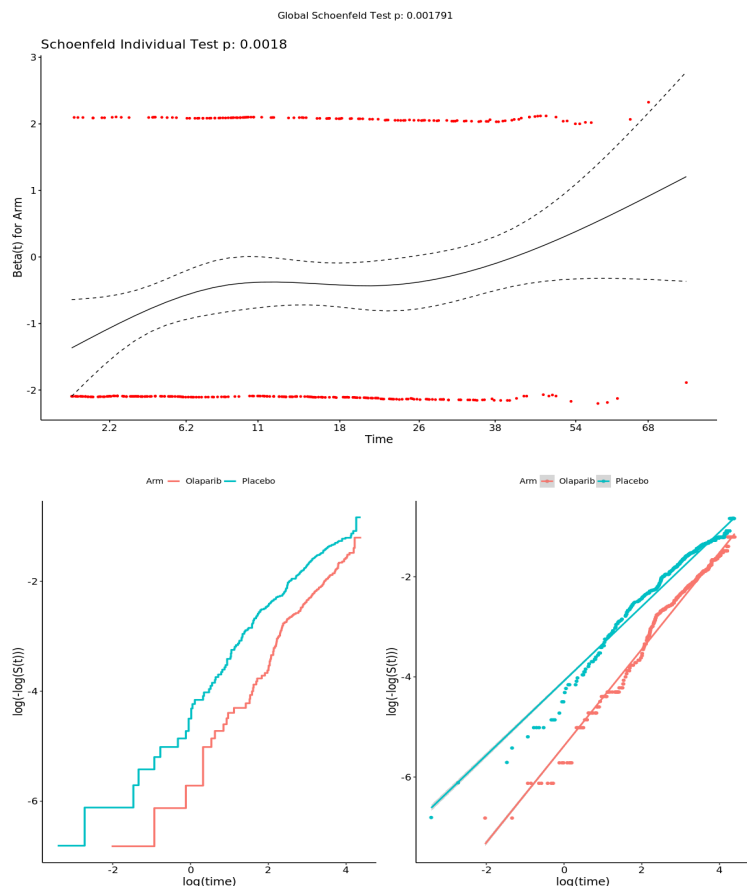 Global Schoenfeld Test p: 0.001791
Schoenfeld Individual Test p: 0.0018
Beta(t) for Arm
3
2
1
0
-1
-2
2.2 6.2 11 18 26 38 54 68
Time
Arm Olaparib Placebo
log(-log(S(t)))
-2
-4
-6
-2 0 2 4
log(time)
Arm Olaparib Placebo
log(-log(S(t)))
-2
-4
-6
-2 0 2 4
log(time)